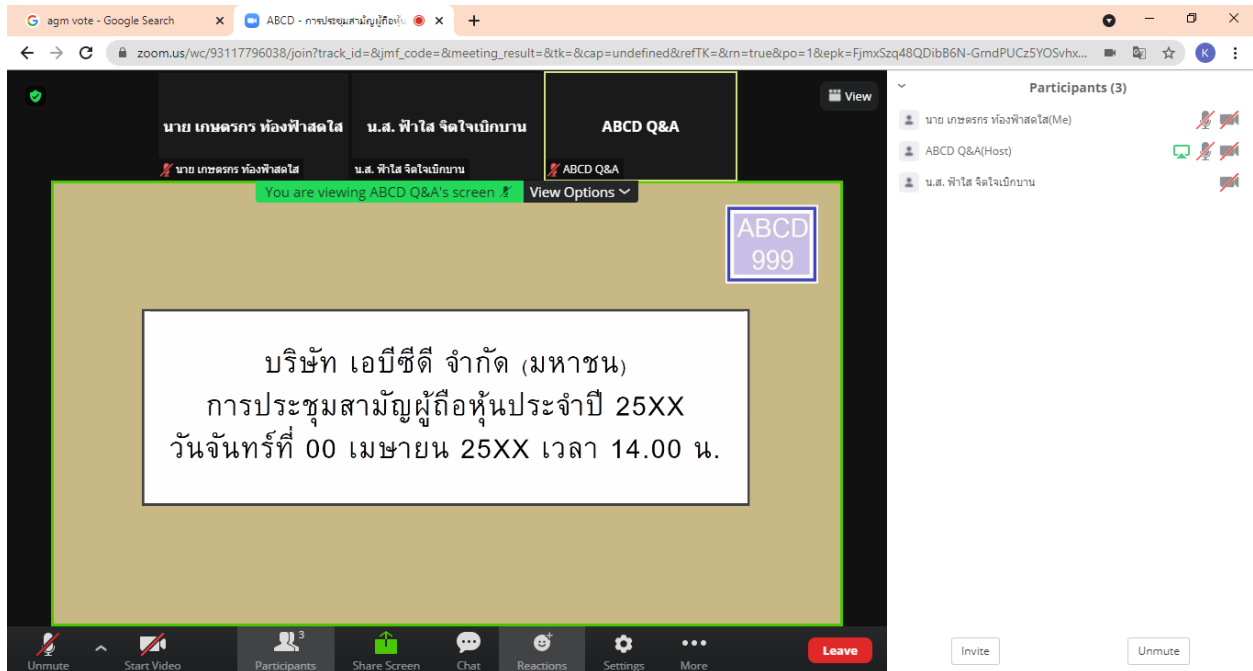 agm vote - Google Search
ABCD - การประชุมสามัญผู้ถือหุ้น
zoom.us/wc/93117796038/join?track_id=&jmf_code=&meeting_result=&tk=&cap=undefined&refTK=&rn=true&po=1&epk=FjmxSzq48QDibB6N-GrndPUCz5YOSvhx...
K
นาย เกษตรกร ท้องฟ้าสดใส
น.ส. ฟ้าใส จิตใจเบิกบาน
ABCD Q&A
View
นาย เกษตรกร ท้องฟ้าสดใส
น.ส. ฟ้าใส จิตใจเบิกบาน
ABCD Q&A
You are viewing ABCD Q&A's screen
View Options
ABCD
999
บริษัท เอบีซีดี จำกัด (มหาชน)
การประชุมสามัญผู้ถือหุ้นประจำปี 25XX
วันจันทร์ที่ 00 เมษายน 25XX เวลา 14.00 น.
Participants (3)
นาย เกษตรกร ท้องฟ้าสดใส(Me)
ABCD Q&A(Host)
น.ส. ฟ้าใส จิตใจเบิกบาน
Unmute
Start Video
3
Participants
Share Screen
Chat
Reactions
Settings
More
Leave
Invite
Unmute